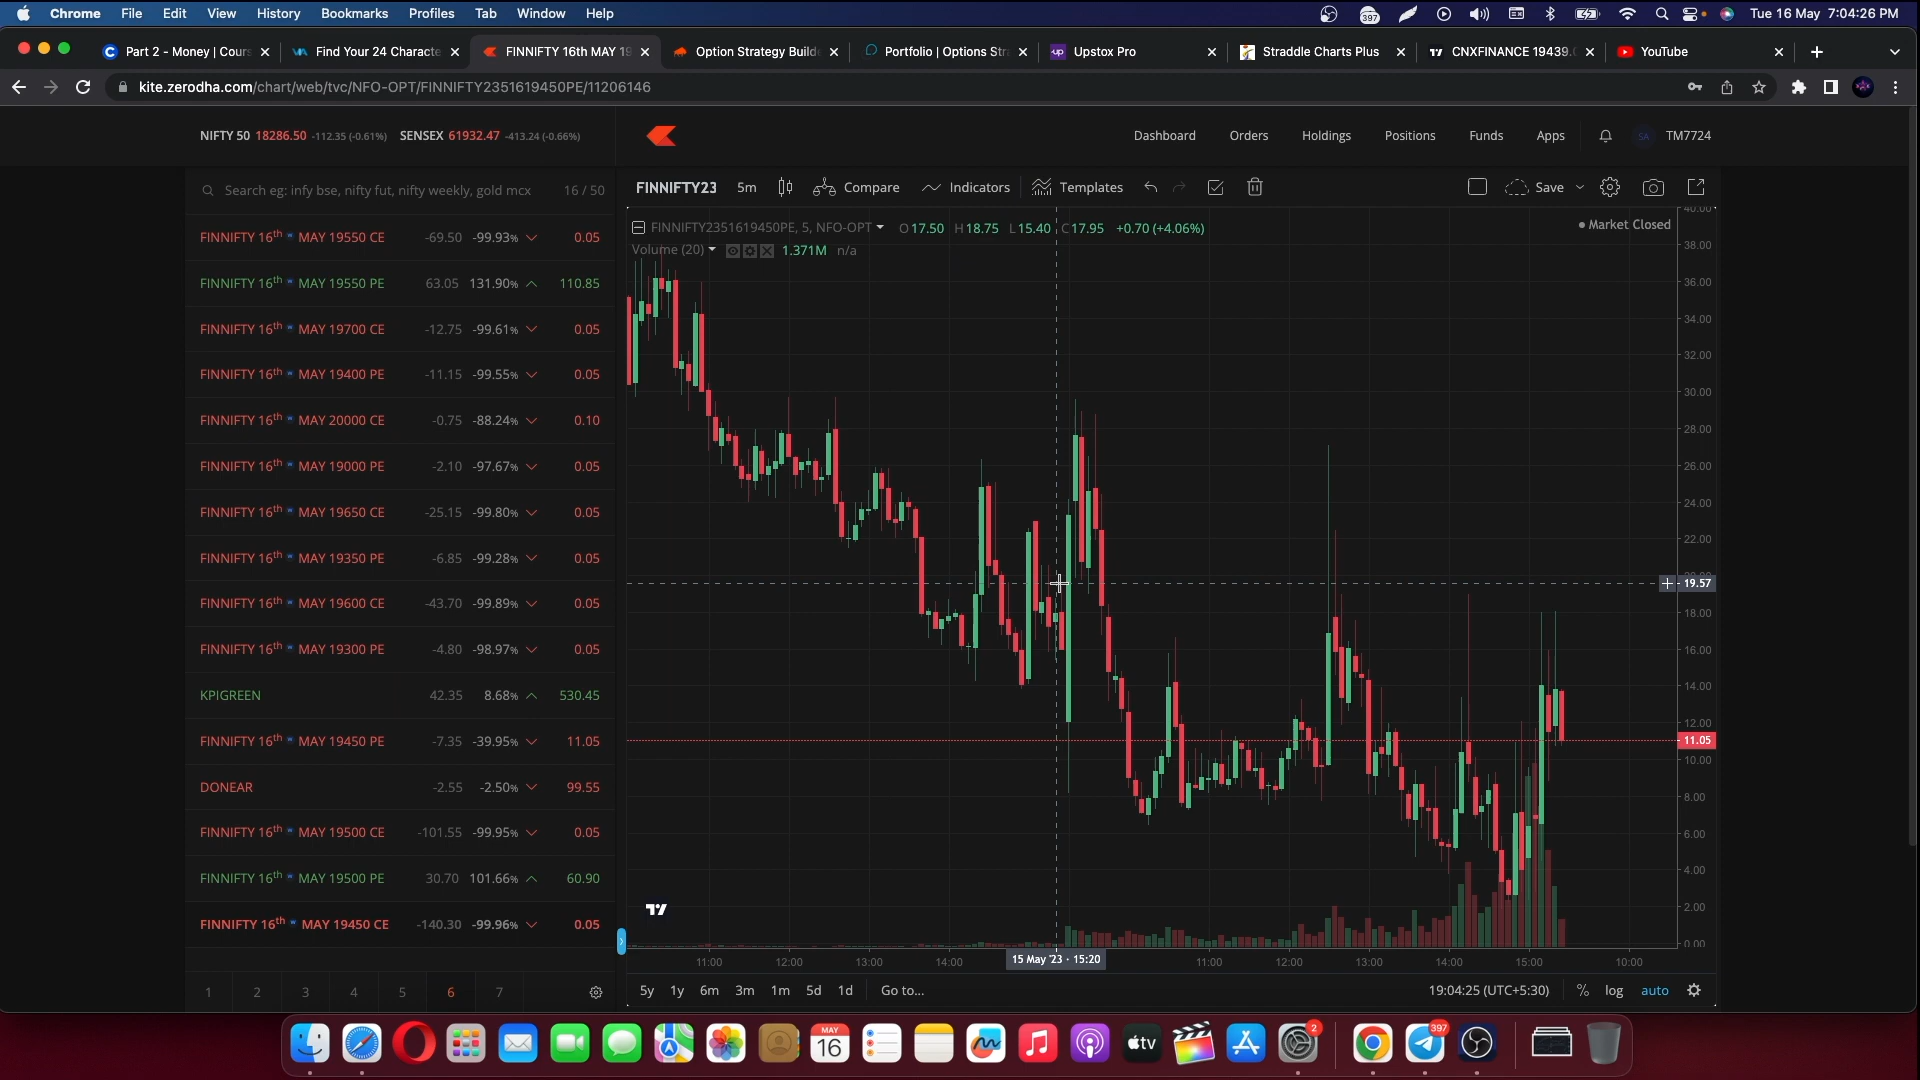 Chrome File Edit View History Bookmarks Profiles Tab Window Help 397 Tue 16 May 7:04:26 PM
Part 2 - Money | Cours Find Your 24 Characte FINNIFTY 16th MAY 19 Option Strategy Builde Portfolio | Options Str Upstox Pro Straddle Charts Plus CNXFINANCE 19439.0 YouTube
kite.zerodha.com/chart/web/tvc/NFO-OPT/FINNIFTY2351619450PE/11206146
NIFTY 50 18286.50 -112.35 (-0.61%) SENSEX 61932.47 -413.24 (-0.66%)
Dashboard Orders Holdings Positions Funds Apps SA TM7724
Search eg: infy bse, nifty fut, nifty weekly, gold mcx 16 / 50
FINNIFTY23 5m Compare Indicators Templates Save
FINNIFTY2351619450PE, 5, NFO-OPT O17.50 H18.75 L15.40 C17.95 +0.70 (+4.06%)
Market Closed
Volume (20) 1.371M n/a
FINNIFTY 16th w MAY 19550 CE -69.50 -99.93% 0.05
FINNIFTY 16th w MAY 19550 PE 63.05 131.90% 110.85
FINNIFTY 16th w MAY 19700 CE -12.75 -99.61% 0.05
FINNIFTY 16th w MAY 19400 PE -11.15 -99.55% 0.05
FINNIFTY 16th w MAY 20000 CE -0.75 -88.24% 0.10
FINNIFTY 16th w MAY 19000 PE -2.10 -97.67% 0.05
FINNIFTY 16th w MAY 19650 CE -25.15 -99.80% 0.05
FINNIFTY 16th w MAY 19350 PE -6.85 -99.28% 0.05
FINNIFTY 16th w MAY 19600 CE -43.70 -99.89% 0.05
FINNIFTY 16th w MAY 19300 PE -4.80 -98.97% 0.05
KPIGREEN 42.35 8.68% 530.45
FINNIFTY 16th w MAY 19450 PE -7.35 -39.95% 11.05
DONEAR -2.55 -2.50% 99.55
FINNIFTY 16th w MAY 19500 CE -101.55 -99.95% 0.05
FINNIFTY 16th w MAY 19500 PE 30.70 101.66% 60.90
FINNIFTY 16th w MAY 19450 CE -140.30 -99.96% 0.05
1 2 3 4 5 6 7
40.00
38.00
36.00
34.00
32.00
30.00
28.00
26.00
24.00
22.00
19.57
18.00
16.00
14.00
12.00
11.05
10.00
8.00
6.00
4.00
2.00
0.00
11:00 12:00 13:00 14:00 15 May '23 - 15:20 11:00 12:00 13:00 14:00 15:00 10:00
5y 1y 6m 3m 1m 5d 1d Go to... 19:04:25 (UTC+5:30) % log auto
MAY
16
tv
2
397